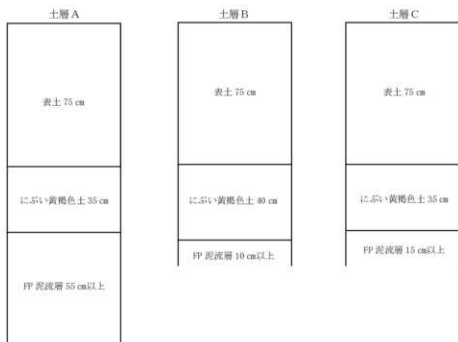 土層A
土層B
土層C
表土 75 ㎝
表土 75 ㎝
表土 75 ㎝
にぶい黄褐色土 35 ㎝
にぶい黄褐色土 40 ㎝
にぶい黄褐色土 35 ㎝
FP 泥流層 55 ㎝以上
FP 泥流層 10 ㎝以上
FP 泥流層 15 ㎝以上